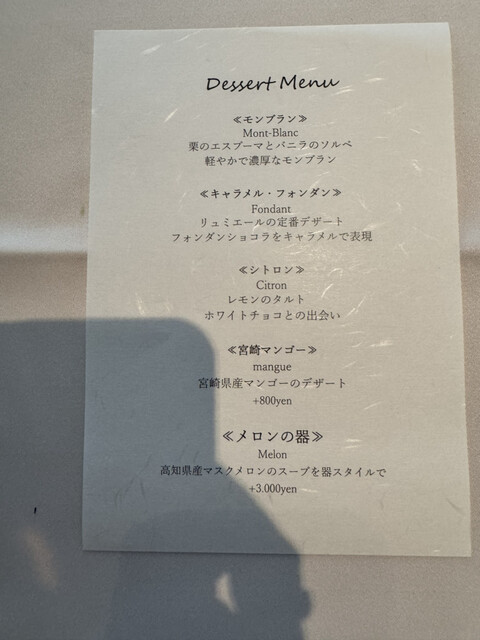 Dessert Menu
≪モンブラン≫
Mont-Blanc
栗のエスプーマとバニラのソルベ
軽やかで濃厚なモンブラン
≪キャラメル・フォンダン≫
Fondant
リュミエールの定番デザート
フォンダンショコラをキャラメルで表現
≪シトロン≫
Citron
レモンのタルト
ホワイトチョコとの出会い
≪宮崎マンゴー≫
mangue
宮崎県産マンゴーのデザート
+800yen
≪メロンの器≫
Melon
高知県産マスクメロンのスープを器スタイルで
+3.000yen